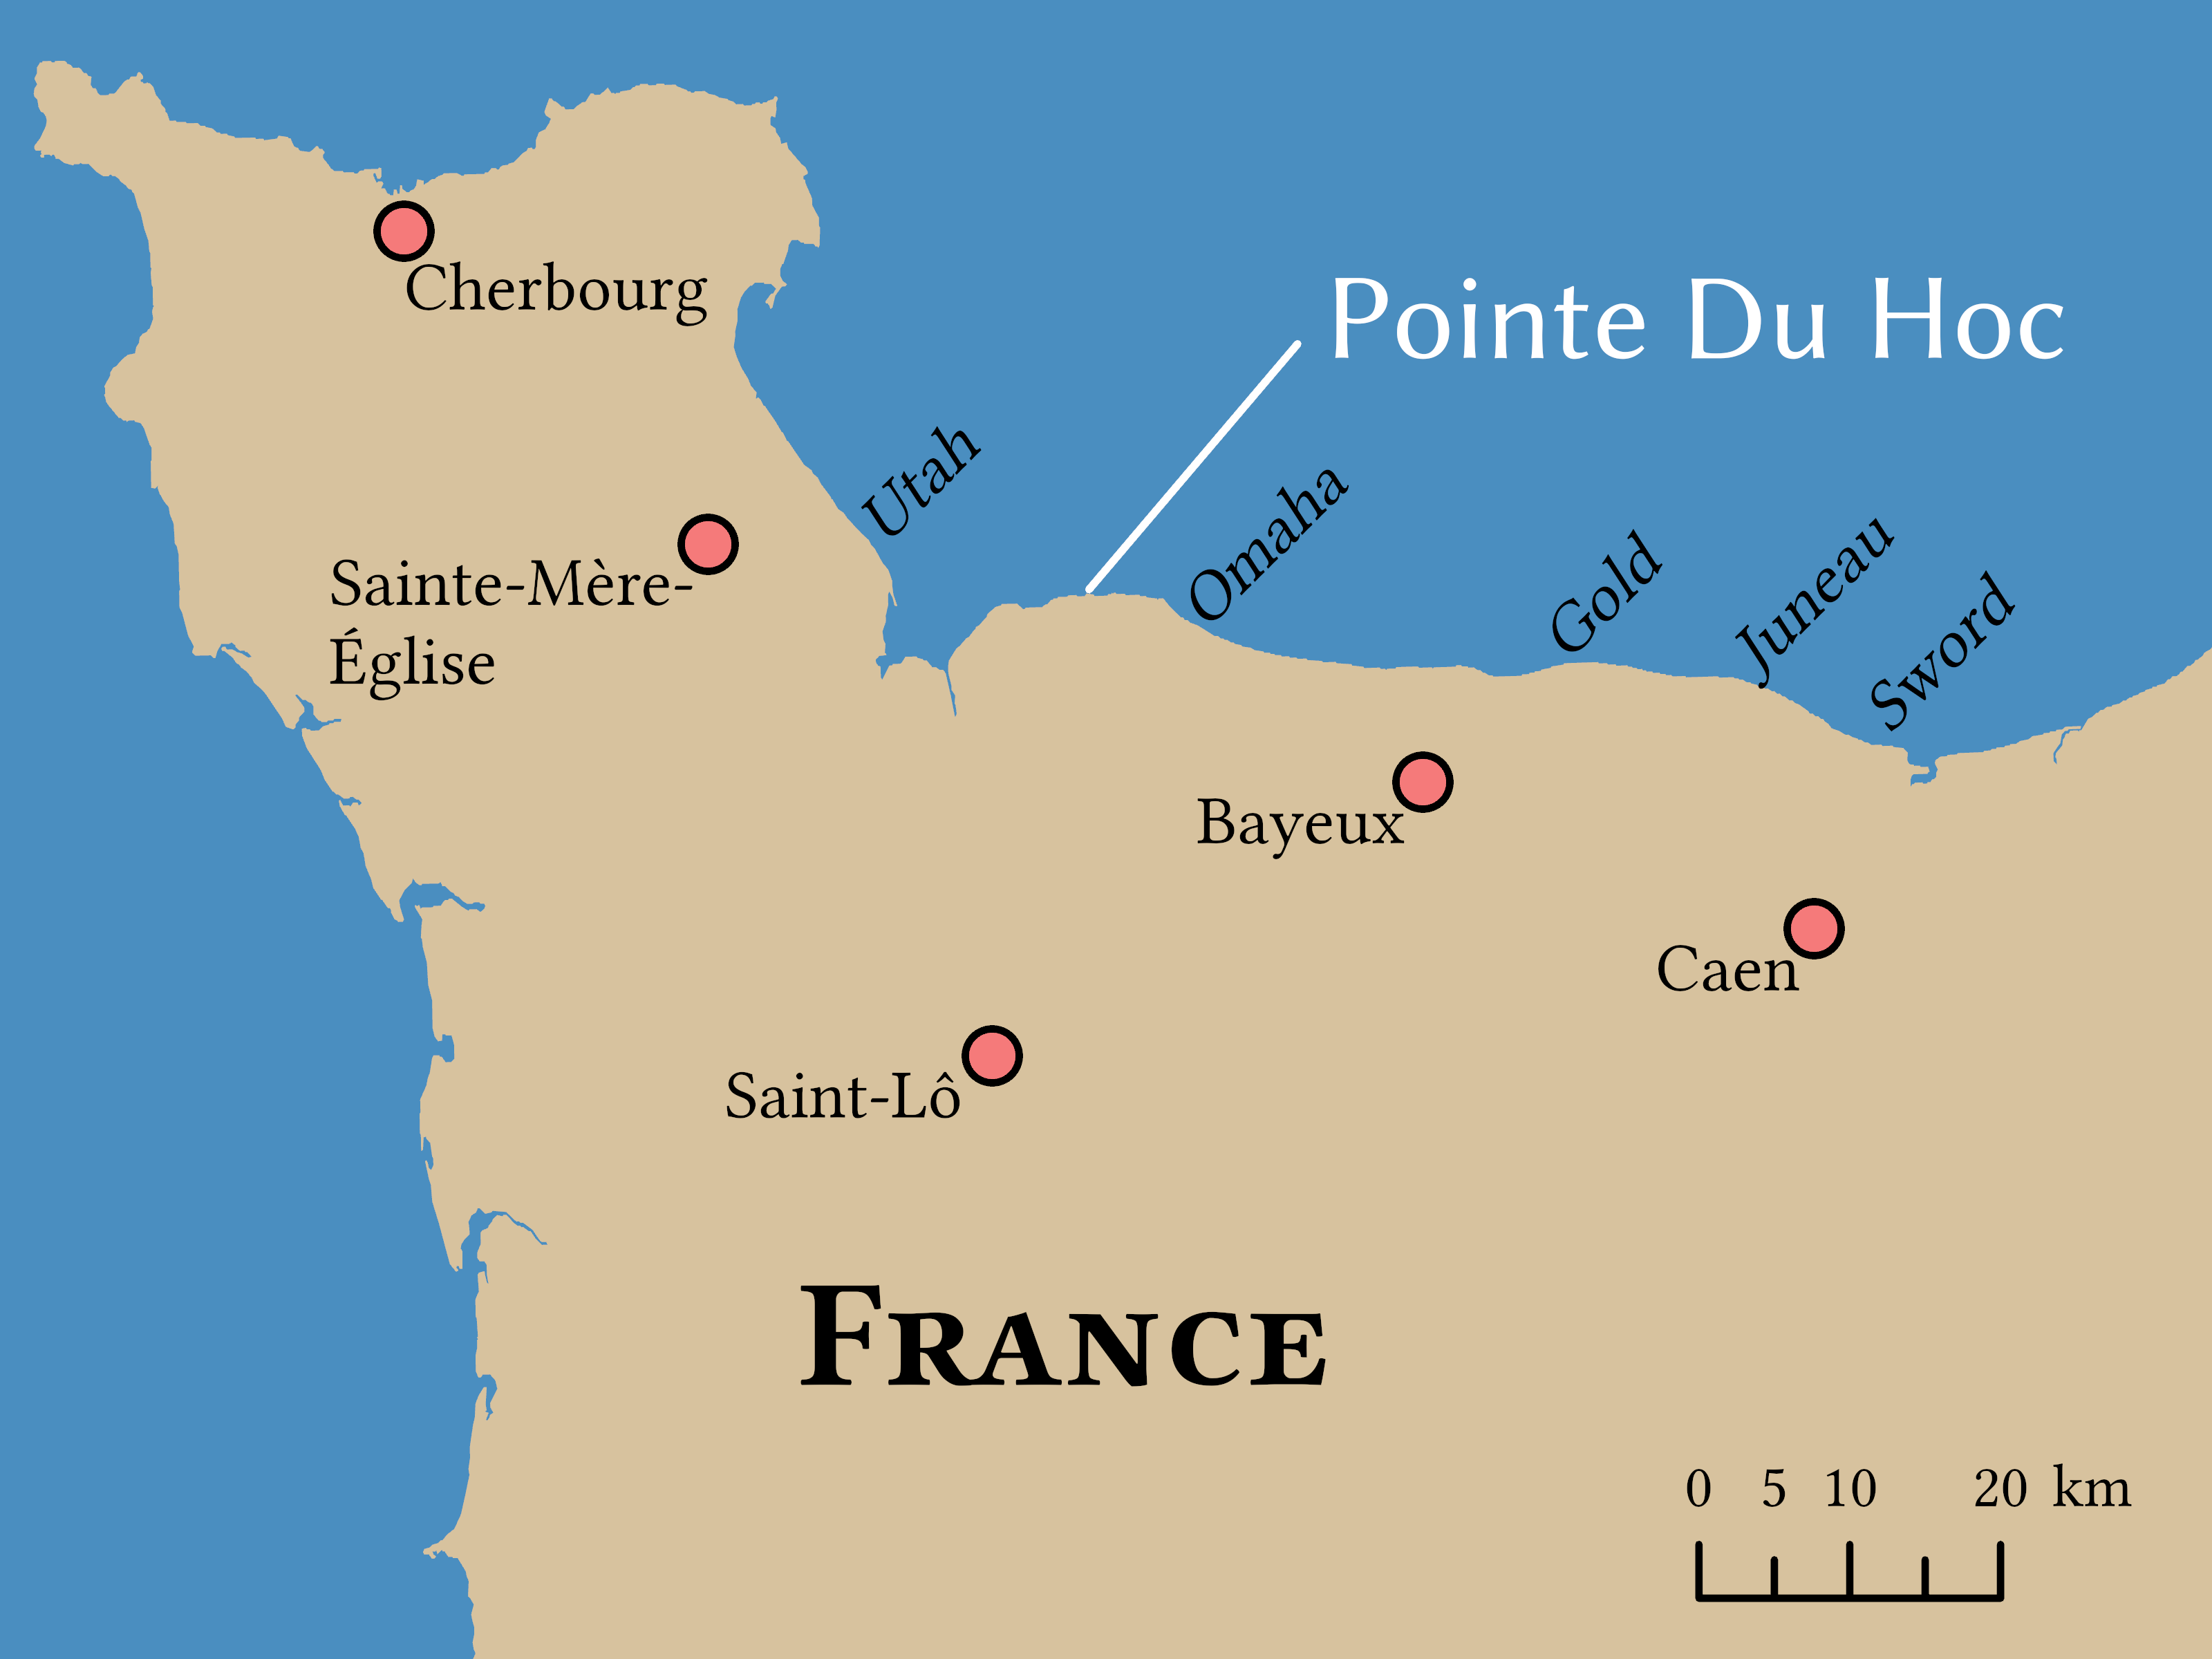 Cherbourg
Pointe Du Hoc
Utah
Omaha
Gold
Juneau
Sword
Sainte-Mère-
Église
Bayeux
Caen
Saint-Lô
FRANCE
0 5 10 20 km